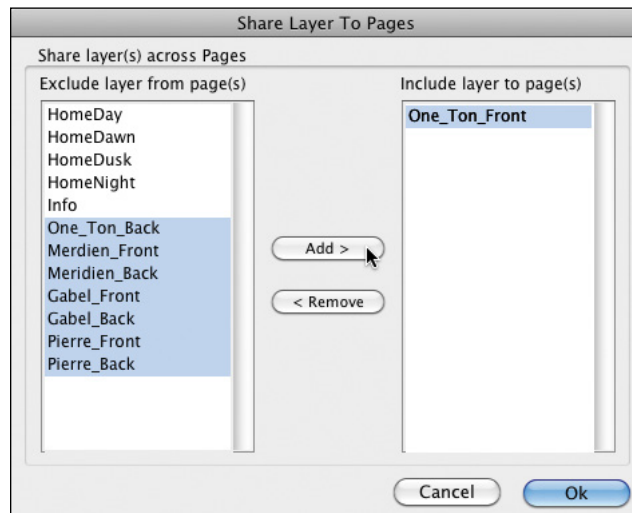 Share Layer To Pages
Share layer(s) across Pages
Exclude layer from page(s)
HomeDay
HomeDawn
HomeDusk
HomeNight
Info
One_Ton_Back
Merdien_Front
Meridien_Back
Gabel_Front
Gabel_Back
Pierre_Front
Pierre_Back
Add >
< Remove
Include layer to page(s)
One_Ton_Front
Cancel
Ok